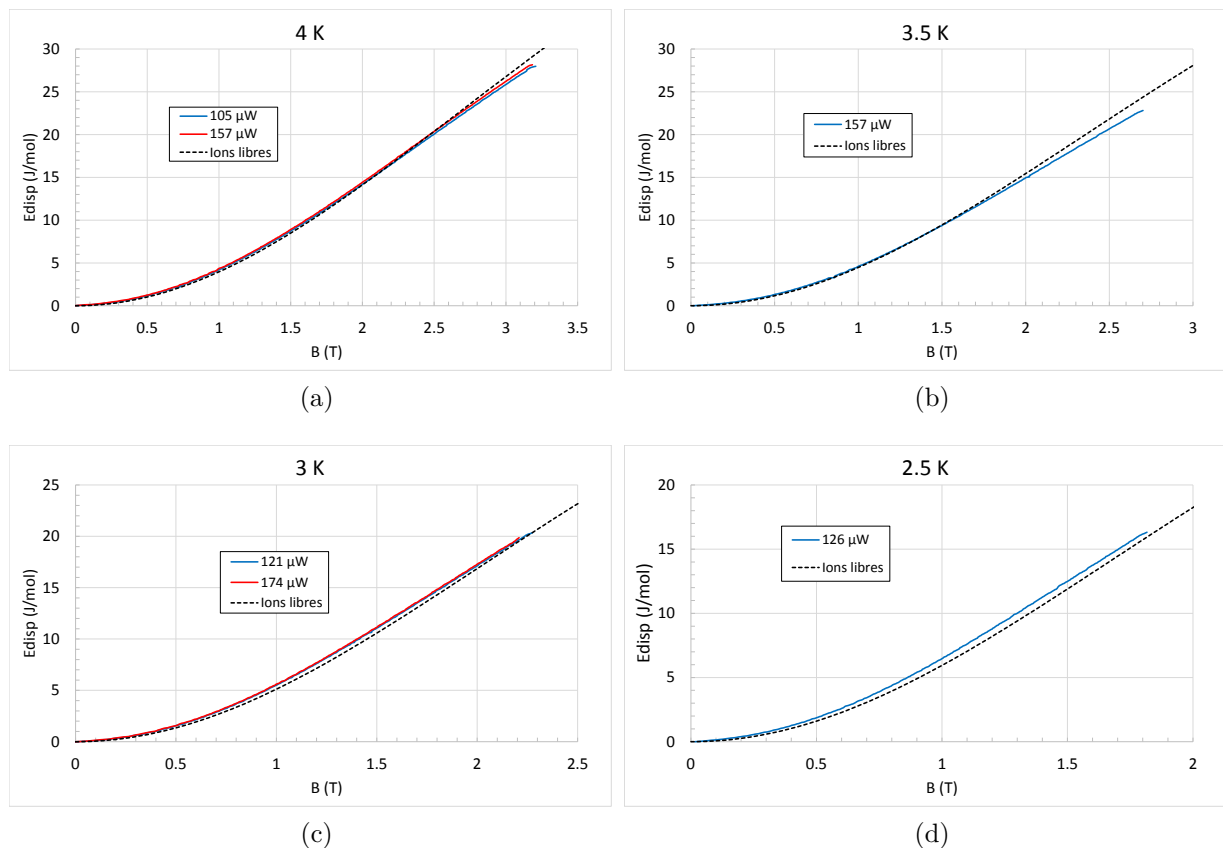 4 K
Edisp (J/mol)
30
25
20
15
10
5
0
105 µW
157 µW
Ions libres
0 0.5 1 1.5 2 2.5 3 3.5
B (T)
(a)
3.5 K
Edisp (J/mol)
30
25
20
15
10
5
0
157 µW
Ions libres
0 0.5 1 1.5 2 2.5 3
B (T)
(b)
3 K
Edisp (J/mol)
25
20
15
10
5
0
121 µW
174 µW
Ions libres
0 0.5 1 1.5 2 2.5
B (T)
(c)
2.5 K
Edisp (J/mol)
20
15
10
5
0
126 µW
Ions libres
0 0.5 1 1.5 2
B (T)
(d)